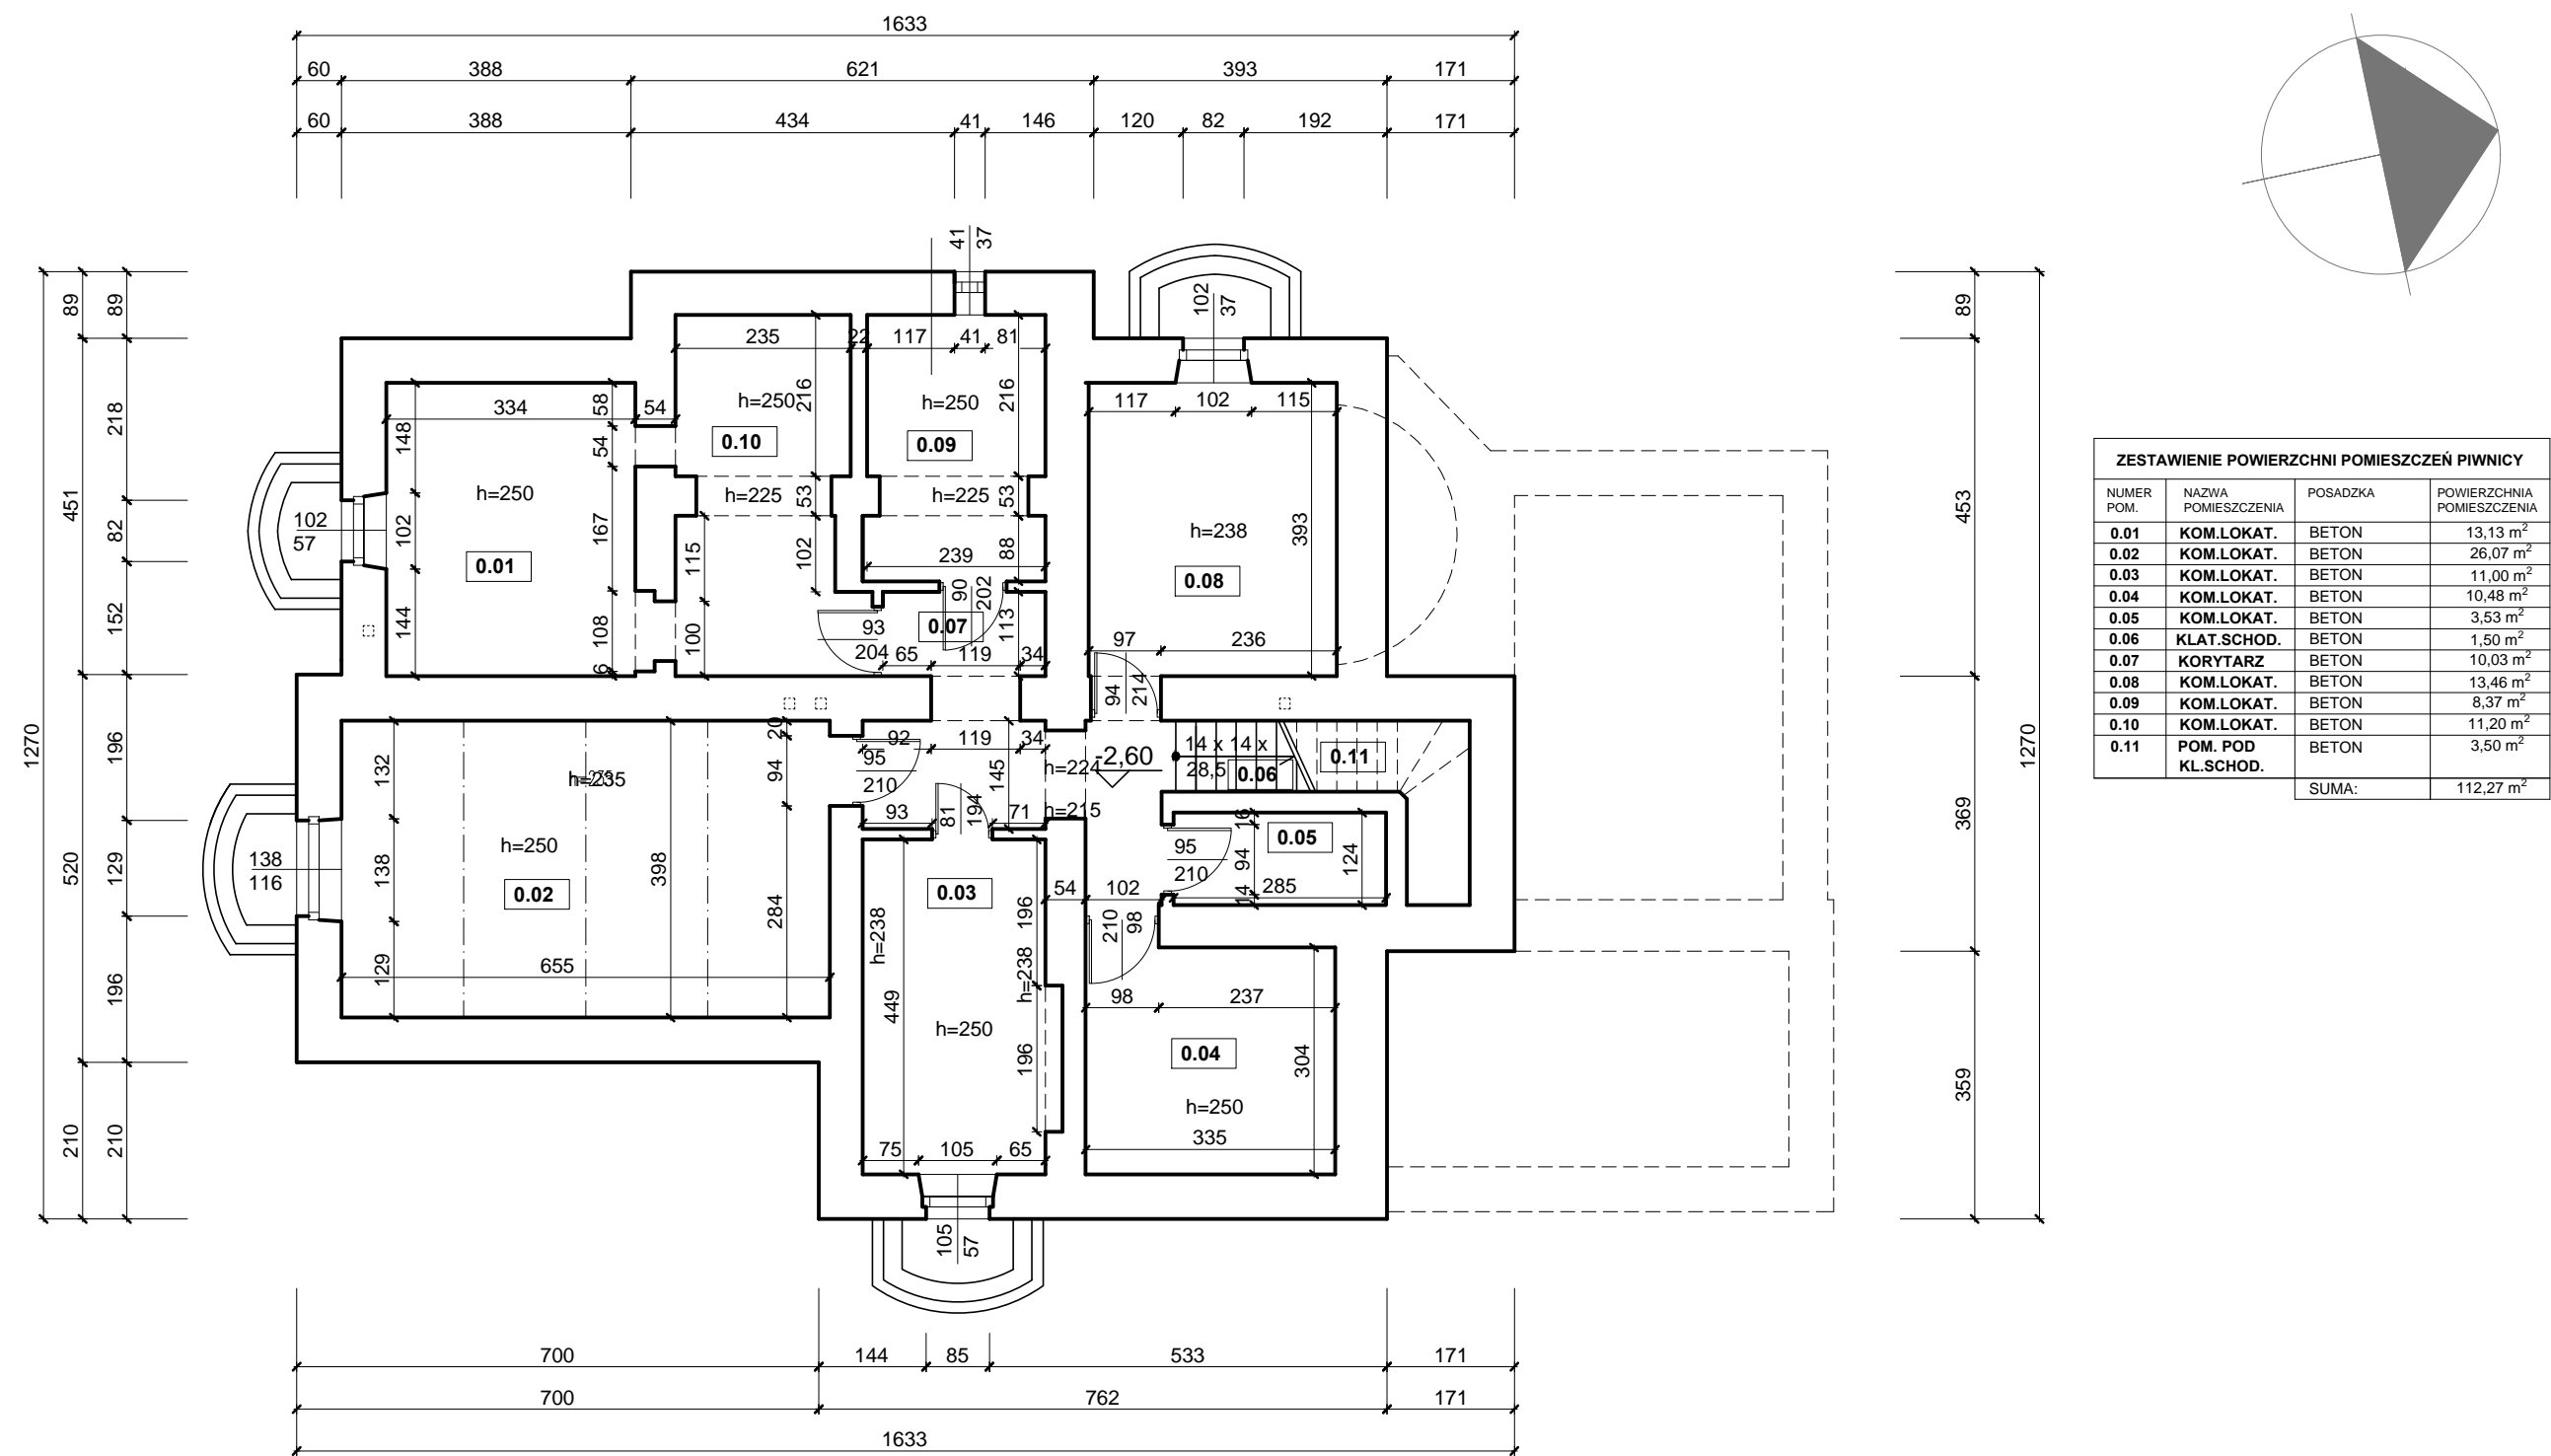 1633
60 388 621 393 171
60 388 434 41 146 120 82 192 171
41 37
102 37
89 89 89
235 22 117 41 81
h=250 216 h=250 216
334 54 58
117 102 115
0.10 0.09
218 148 54
h=250 h=225 53 h=225 53
451 453
102 57
82 102 167 115 102 88
h=238 393
239
0.01 0.08
90 202
152 144 108 100
93 204
0.07 113
65 119 34
97 236
6
94 214
20
92 119 34
1270 1270
196 132 94
h=235
95 210
145
h=224 -2,60
14 x 14 x
28,5 0.06 0.11
93 81 194 71 h=215
16 0.05
h=250
138 116
520 129 138 398
95 210 94 124
369
0.02 0.03
54 102 14 285
284 h=238 196
210 98
655
196 129
h=238
98 237
449
h=250
196 304
0.04
359
h=250
210 210
75 105 65
335
105 57
700 144 85 533 171
700 762 171
1633
ZESTAWIENIE POWIERZCHNI POMIESZCZEŃ PIWNICY
NUMER POM. NAZWA POMIESZCZENIA POSADZKA POWIERZCHNIA POMIESZCZENIA
0.01 KOM.LOKAT. BETON 13,13 m²
0.02 KOM.LOKAT. BETON 26,07 m²
0.03 KOM.LOKAT. BETON 11,00 m²
0.04 KOM.LOKAT. BETON 10,48 m²
0.05 KOM.LOKAT. BETON 3,53 m²
0.06 KLAT.SCHOD. BETON 1,50 m²
0.07 KORYTARZ BETON 10,03 m²
0.08 KOM.LOKAT. BETON 13,46 m²
0.09 KOM.LOKAT. BETON 8,37 m²
0.10 KOM.LOKAT. BETON 11,20 m²
0.11 POM. POD KL.SCHOD. BETON 3,50 m²
SUMA: 112,27 m²